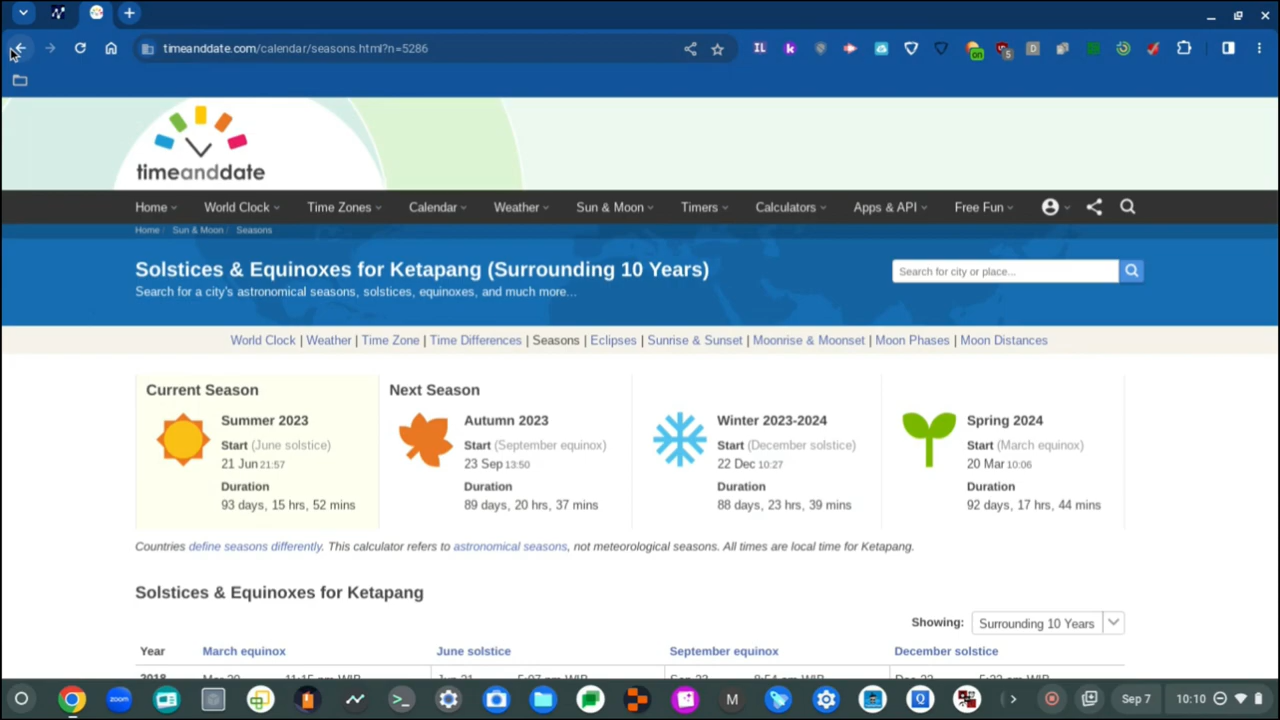 timeanddate.com/calendar/seasons.html?n=5286
IL
k
on
5
D
timeanddate
Home World Clock Time Zones Calendar Weather Sun & Moon Timers Calculators Apps & API Free Fun
Home / Sun & Moon / Seasons
Solstices & Equinoxes for Ketapang (Surrounding 10 Years)
Search for city or place...
Search for a city's astronomical seasons, solstices, equinoxes, and much more...
World Clock | Weather | Time Zone | Time Differences | Seasons | Eclipses | Sunrise & Sunset | Moonrise & Moonset | Moon Phases | Moon Distances
Current Season
Summer 2023
Start (June solstice)
21 Jun 21:57
Duration
93 days, 15 hrs, 52 mins
Next Season
Autumn 2023
Start (September equinox)
23 Sep 13:50
Duration
89 days, 20 hrs, 37 mins
Winter 2023-2024
Start (December solstice)
22 Dec 10:27
Duration
88 days, 23 hrs, 39 mins
Spring 2024
Start (March equinox)
20 Mar 10:06
Duration
92 days, 17 hrs, 44 mins
Countries define seasons differently. This calculator refers to astronomical seasons, not meteorological seasons. All times are local time for Ketapang.
Solstices & Equinoxes for Ketapang
Showing: Surrounding 10 Years
Year March equinox June solstice September equinox December solstice
zoom
M
Q
Sep 7
10:10